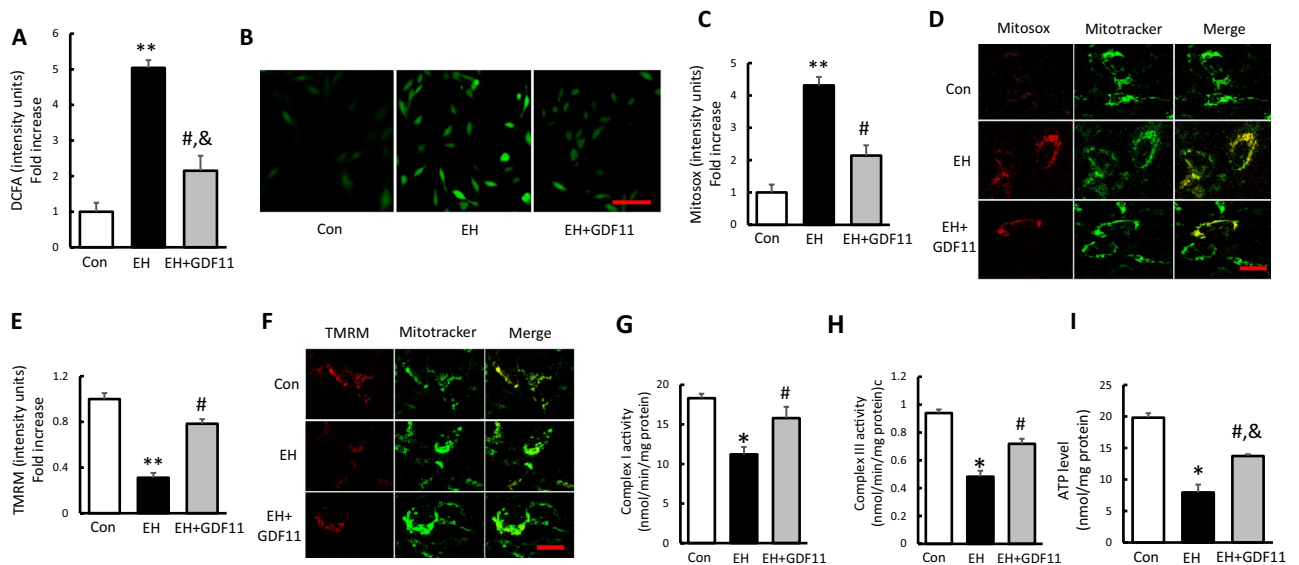 A
DCFA (intensity units)
Fold increase
6
5
4
3
2
1
0
**
#,&
Con
EH
EH+GDF11
B
Con
EH
EH+GDF11
C
Mitosox (intensity units)
Fold increase
5
4
3
2
1
0
**
#
Con
EH
EH+GDF11
D
Mitosox
Mitotracker
Merge
Con
EH
EH+
GDF11
E
TMRM (intensity units)
Fold increase
1.2
0.8
0.4
0
**
#
Con
EH
EH+GDF11
F
TMRM
Mitotracker
Merge
Con
EH
EH+
GDF11
G
Complex I activity
(nmol/min/mg protein)
20
15
10
5
0
*
#
Con
EH
EH+GDF11
H
Complex III activity
(nmol/min/mg protein)c
1.2
1
0.8
0.6
0.4
0.2
0
*
#
Con
EH
EH+GDF11
I
ATP level
(nmol/mg protein)
25
20
15
10
5
0
*
#,&
Con
EH
EH+GDF11